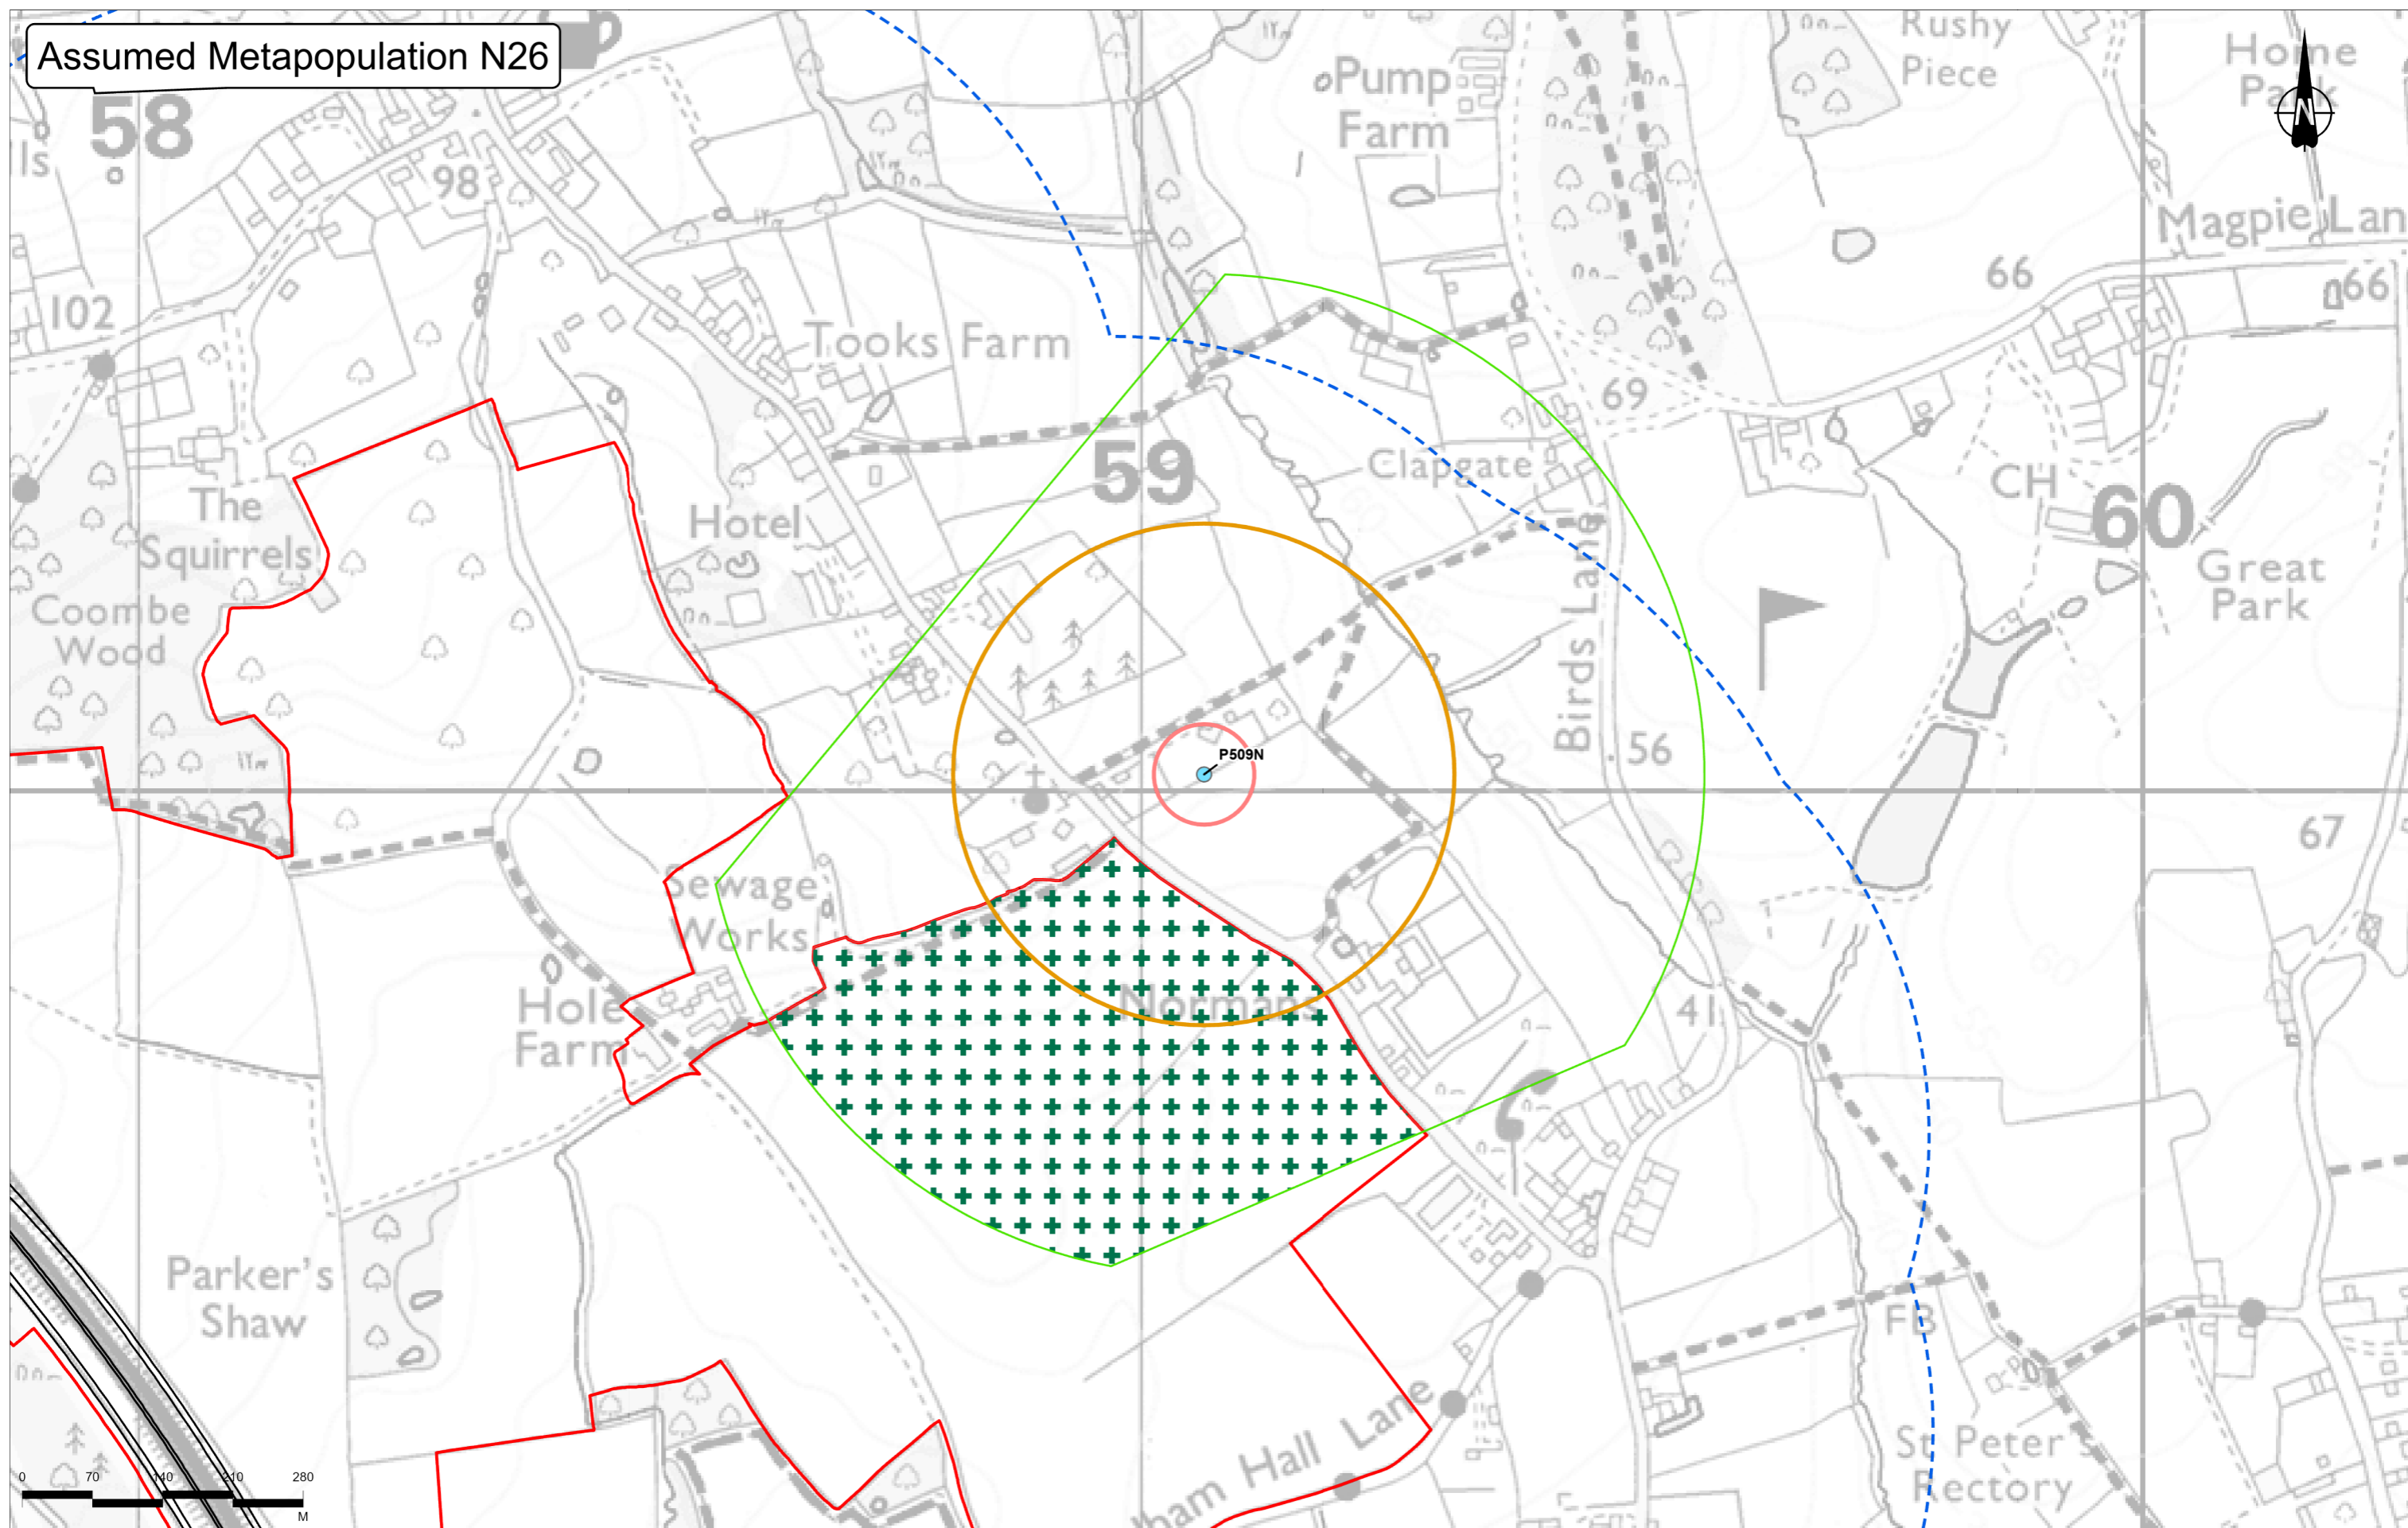 Assumed Metapopulation N26
58
lls
98
102
Pump
Farm
Rushy
Piece
Home
Park
N
Magpie Lan
66
66
Tooks Farm
69
59
Clapgate
CH
60
The
Squirrels
Hotel
Great
Park
Coombe
Wood
Birds Lane
P509N
56
67
Sewage
Works
Hole
Farm
Normans
41
Parker's
Shaw
FB
ham Hall Lane
St Peter's
Rectory
0 70 140 210 280
M